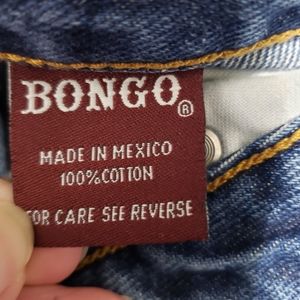 BONGO®
MADE IN MEXICO
100%COTTON
FOR CARE SEE REVERSE